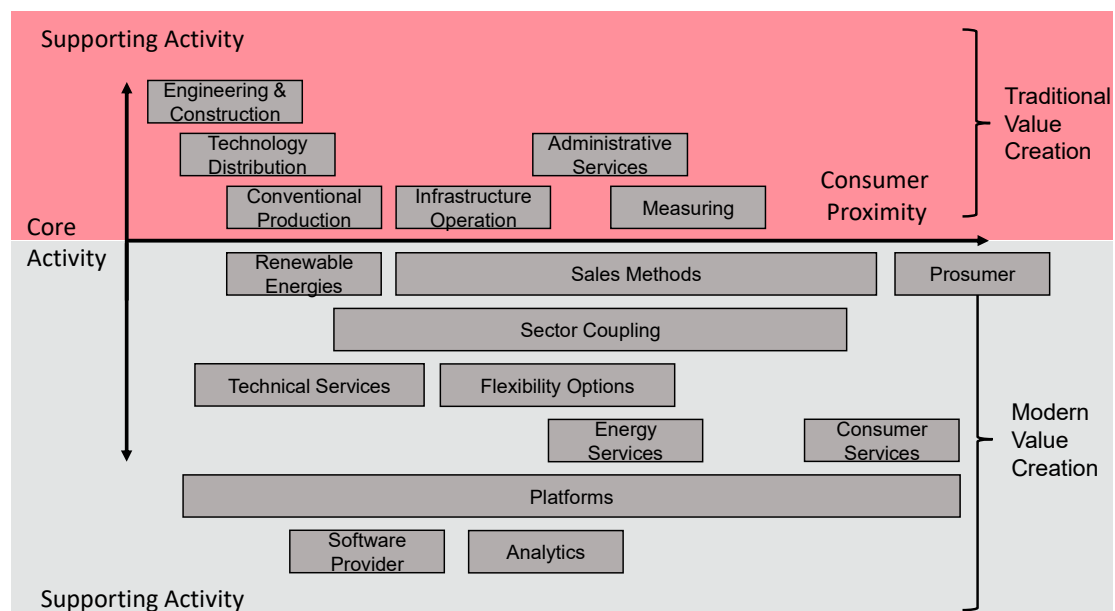 Supporting Activity
Engineering &
Construction
Traditional
Value
Creation
Technology
Distribution
Administrative
Services
Consumer
Proximity
Conventional
Production
Infrastructure
Operation
Measuring
Core
Activity
Renewable
Energies
Sales Methods
Prosumer
Sector Coupling
Technical Services
Flexibility Options
Energy
Services
Consumer
Services
Modern
Value
Creation
Platforms
Software
Provider
Analytics
Supporting Activity